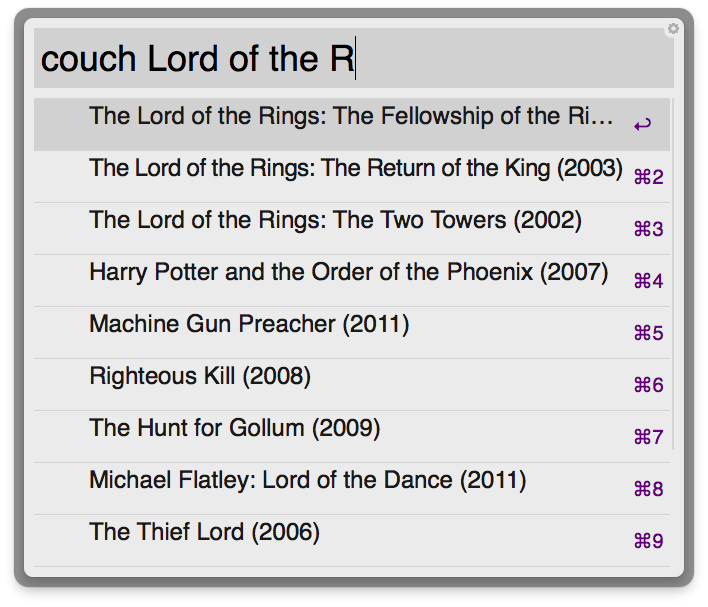 couch Lord of the R
The Lord of the Rings: The Fellowship of the Ri… ↩
The Lord of the Rings: The Return of the King (2003) ⌘2
The Lord of the Rings: The Two Towers (2002) ⌘3
Harry Potter and the Order of the Phoenix (2007) ⌘4
Machine Gun Preacher (2011) ⌘5
Righteous Kill (2008) ⌘6
The Hunt for Gollum (2009) ⌘7
Michael Flatley: Lord of the Dance (2011) ⌘8
The Thief Lord (2006) ⌘9